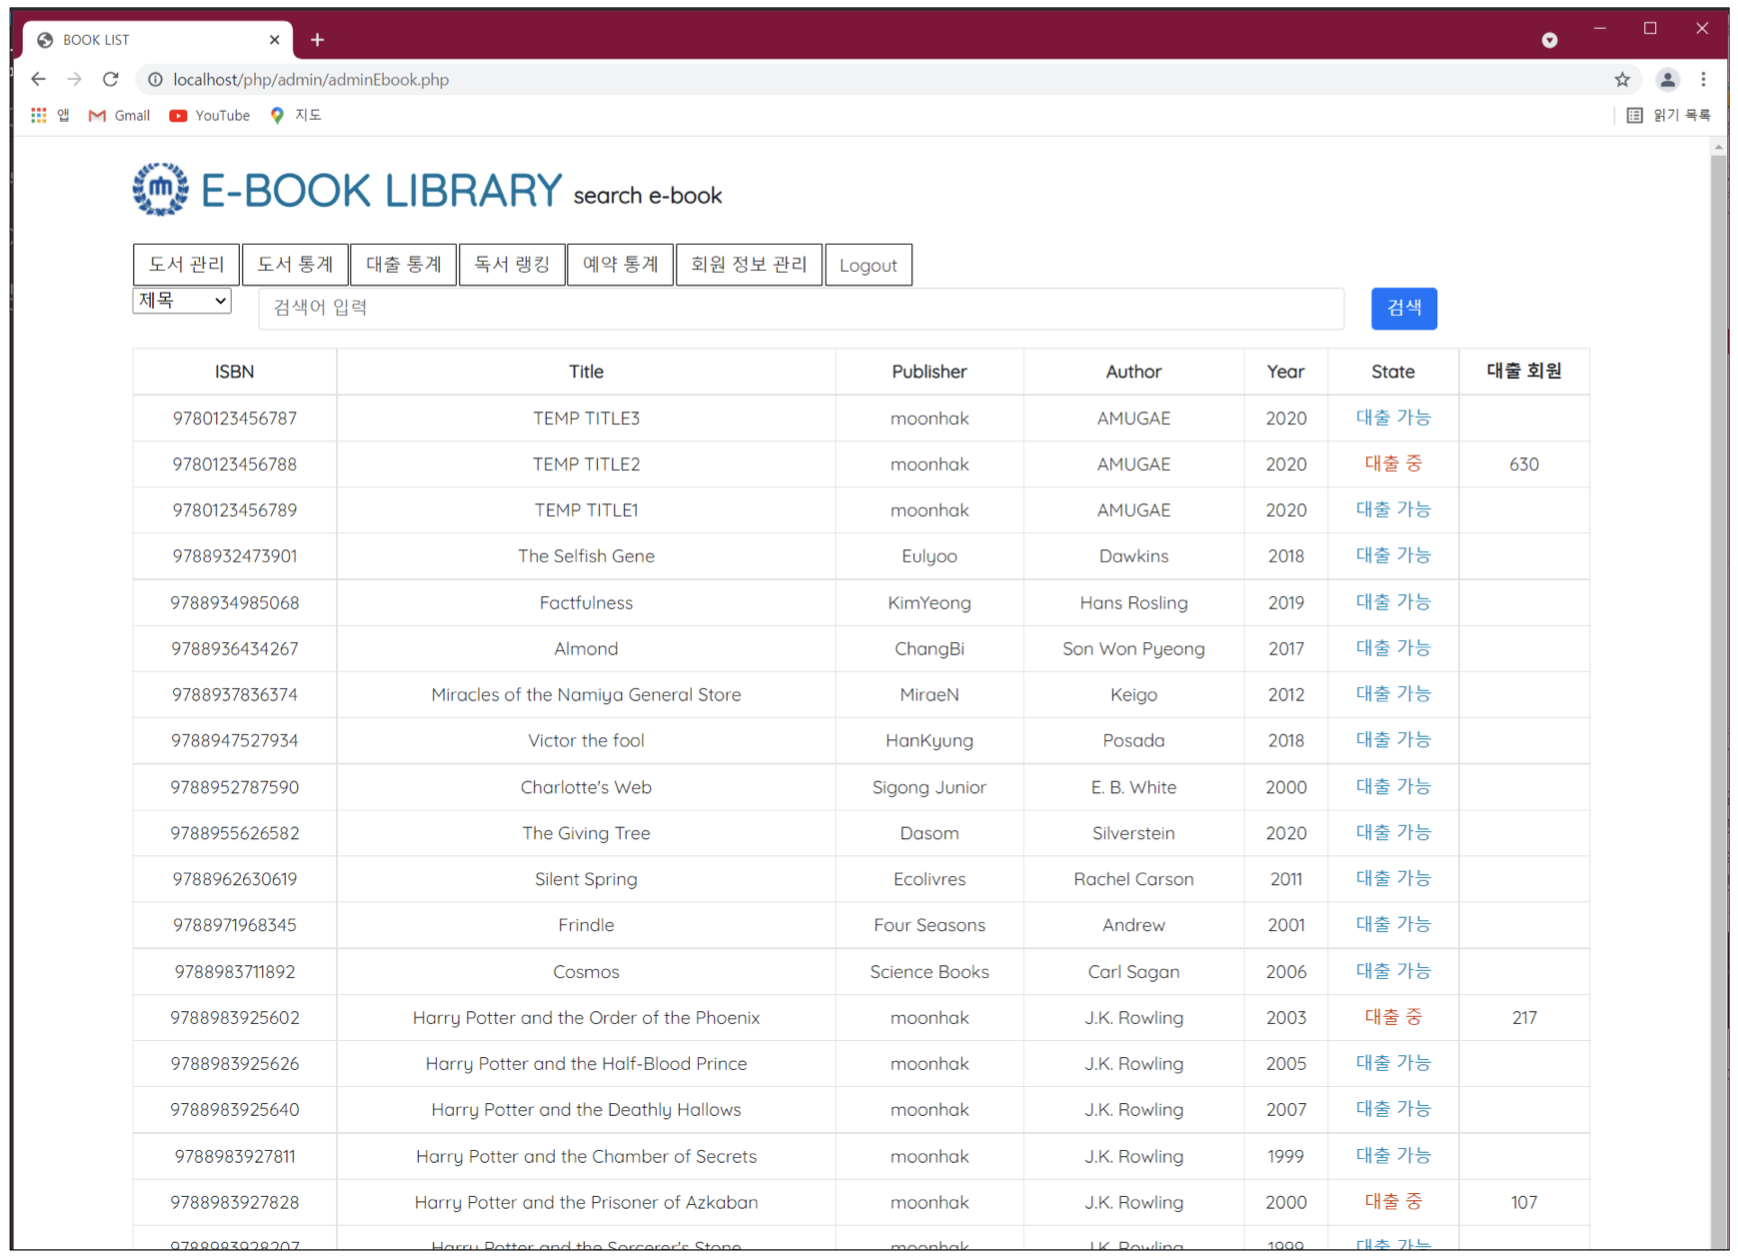 BOOK LIST
localhost/php/admin/adminEbook.php
앱 Gmail YouTube 지도 읽기 목록
E-BOOK LIBRARY search e-book
도서 관리 도서 통계 대출 통계 독서 랭킹 예약 통계 회원 정보 관리 Logout
제목 검색어 입력 검색
ISBN Title Publisher Author Year State 대출 회원
9780123456787 TEMP TITLE3 moonhak AMUGAE 2020 대출 가능
9780123456788 TEMP TITLE2 moonhak AMUGAE 2020 대출 중 630
9780123456789 TEMP TITLE1 moonhak AMUGAE 2020 대출 가능
9788932473901 The Selfish Gene Eulyoo Dawkins 2018 대출 가능
9788934985068 Factfulness KimYeong Hans Rosling 2019 대출 가능
9788936434267 Almond ChangBi Son Won Pyeong 2017 대출 가능
9788937836374 Miracles of the Namiya General Store MiraeN Keigo 2012 대출 가능
9788947527934 Victor the fool HanKyung Posada 2018 대출 가능
9788952787590 Charlotte's Web Sigong Junior E. B. White 2000 대출 가능
9788955626582 The Giving Tree Dasom Silverstein 2020 대출 가능
9788962630619 Silent Spring Ecolivres Rachel Carson 2011 대출 가능
9788971968345 Frindle Four Seasons Andrew 2001 대출 가능
9788983711892 Cosmos Science Books Carl Sagan 2006 대출 가능
9788983925602 Harry Potter and the Order of the Phoenix moonhak J.K. Rowling 2003 대출 중 217
9788983925626 Harry Potter and the Half-Blood Prince moonhak J.K. Rowling 2005 대출 가능
9788983925640 Harry Potter and the Deathly Hallows moonhak J.K. Rowling 2007 대출 가능
9788983927811 Harry Potter and the Chamber of Secrets moonhak J.K. Rowling 1999 대출 가능
9788983927828 Harry Potter and the Prisoner of Azkaban moonhak J.K. Rowling 2000 대출 중 107
9788983928207 Harry Potter and the Sorcerer's Stone moonhak J.K. Rowling 1999 대출 가능